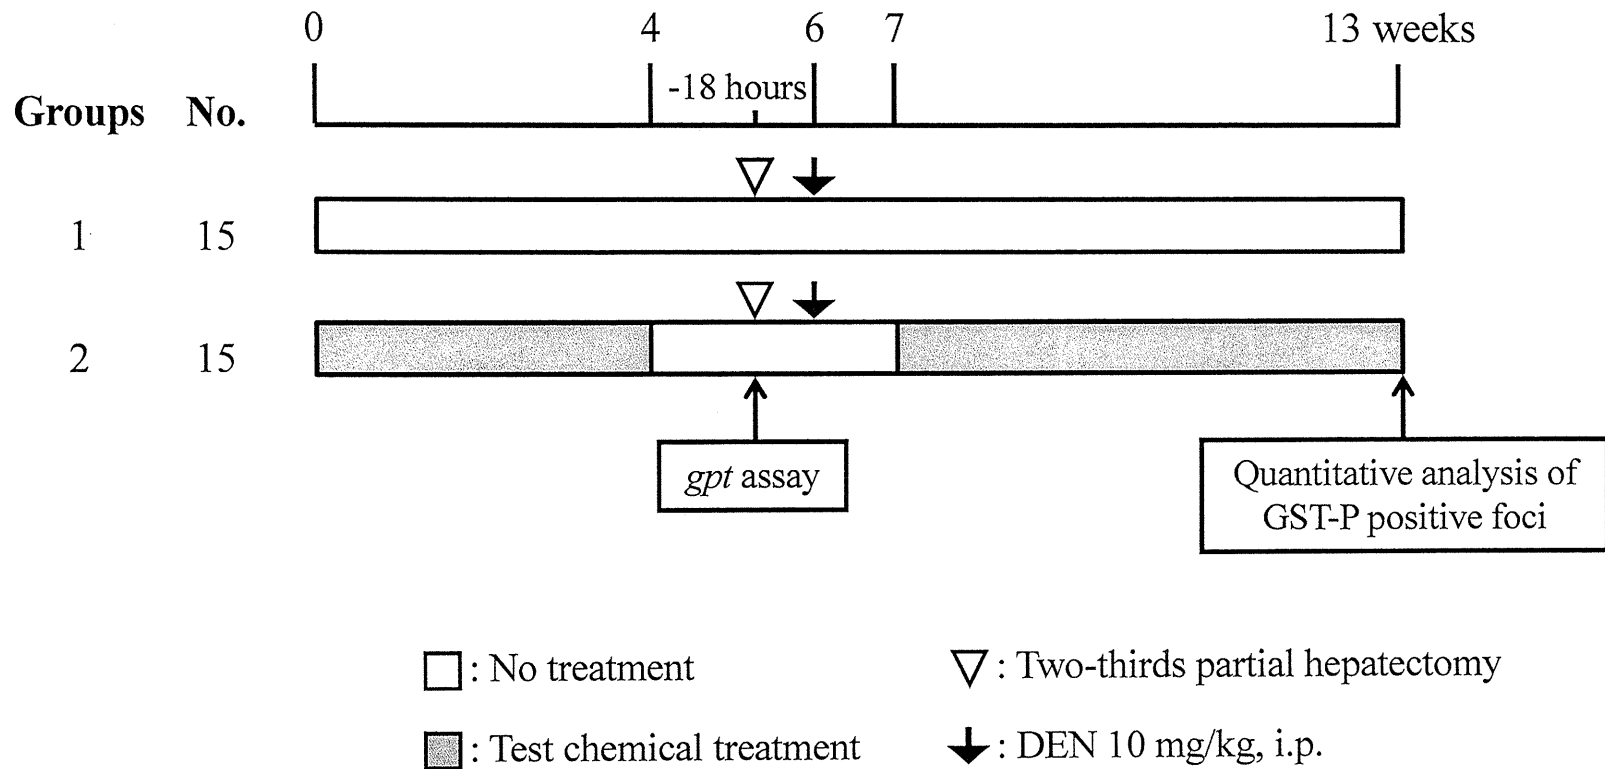 0 4 6 7 13 weeks
-18 hours
Groups No.
1 15
2 15
gpt assay
Quantitative analysis of
GST-P positive foci
: No treatment
: Two-thirds partial hepatectomy
: Test chemical treatment
: DEN 10 mg/kg, i.p.